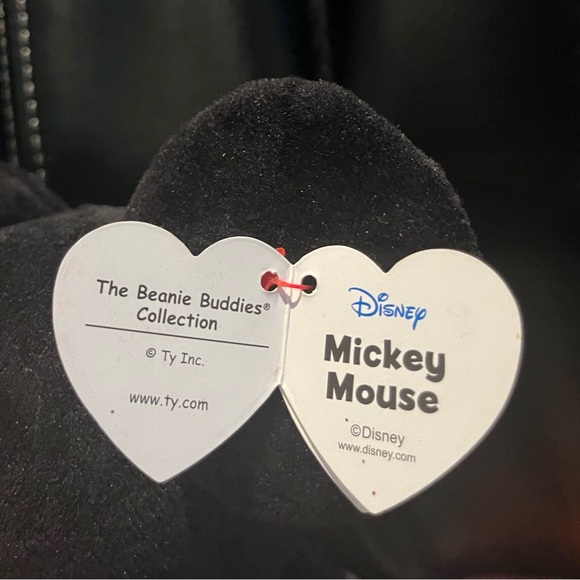 The Beanie Buddies®
Collection
© Ty Inc.
www.ty.com
Disney
Mickey
Mouse
©Disney
www.disney.com